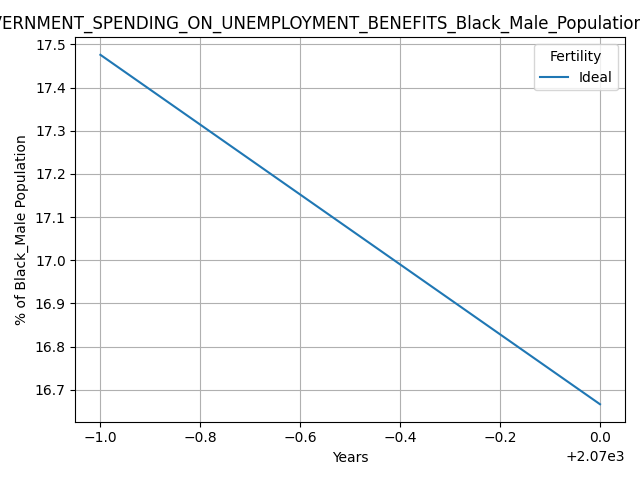 VERNMENT_SPENDING_ON_UNEMPLOYMENT_BENEFITS_Black_Male_Population
17.5
17.4
17.3
17.2
17.1
17.0
16.9
16.8
16.7
% of Black_Male Population
Fertility
Ideal
−1.0 −0.8 −0.6 −0.4 −0.2 0.0
+2.07e3
Years